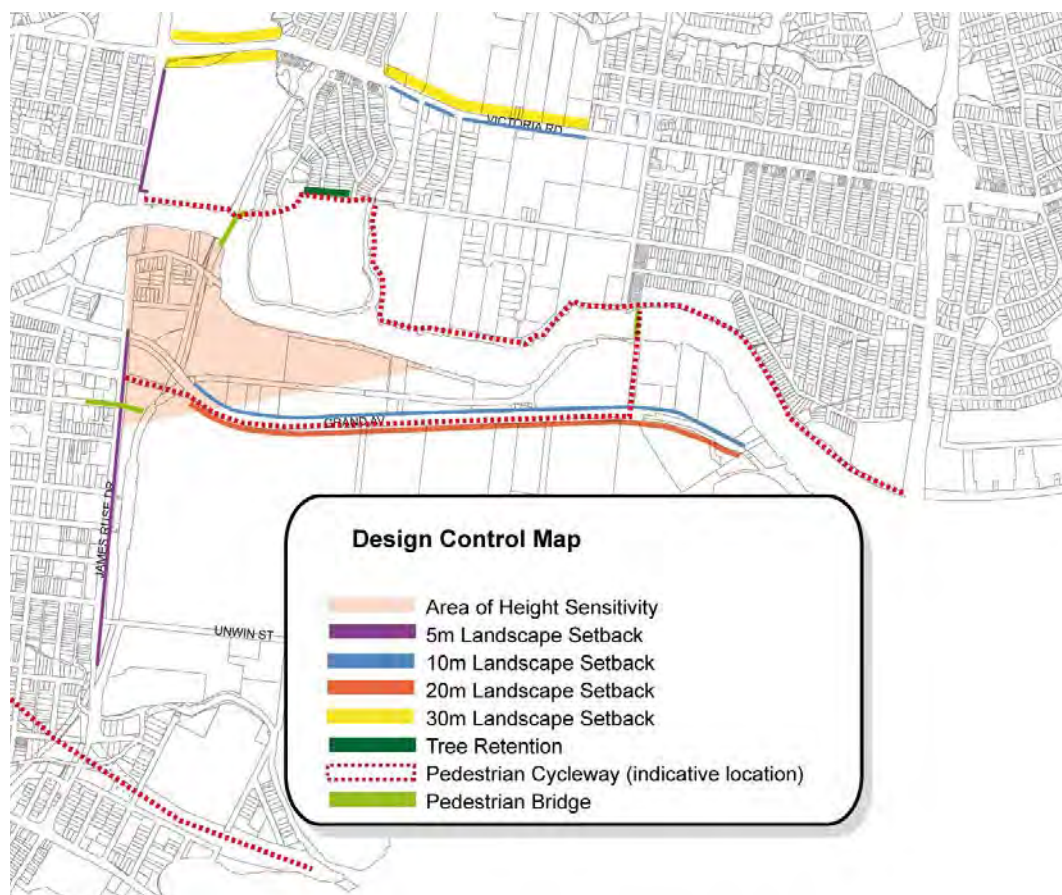 VICTORIA RD
GRAND AV
JAMES RUSE DR
UNWIN ST
Design Control Map
Area of Height Sensitivity
5m Landscape Setback
10m Landscape Setback
20m Landscape Setback
30m Landscape Setback
Tree Retention
Pedestrian Cycleway (indicative location)
Pedestrian Bridge